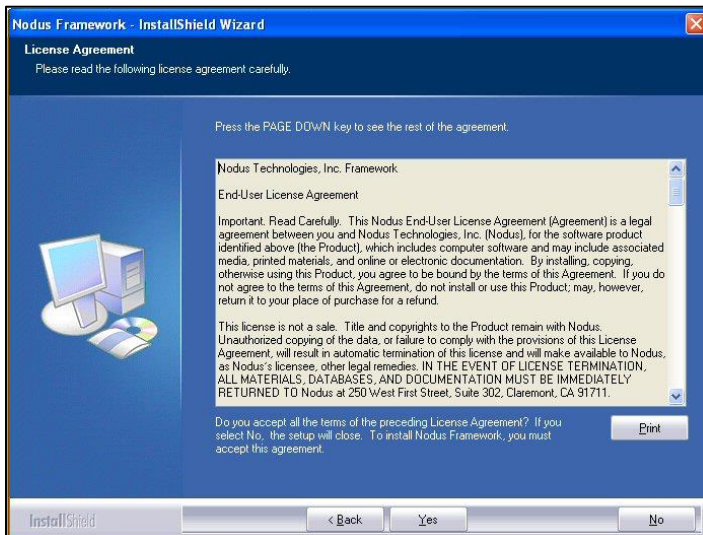 Nodus Framework - InstallShield Wizard
License Agreement
Please read the following license agreement carefully.
Press the PAGE DOWN key to see the rest of the agreement.
Nodus Technologies, Inc. Framework
End-User License Agreement
Important. Read Carefully.  This Nodus End-User License Agreement (Agreement) is a legal
agreement between you and Nodus Technologies, Inc. (Nodus), for the software product
identified above (the Product), which includes computer software and may include associated
media, printed materials, and online or electronic documentation.  By installing, copying,
otherwise using this Product, you agree to be bound by the terms of this Agreement.  If you do
not agree to the terms of this Agreement, do not install or use this Product; may, however,
return it to your place of purchase for a refund.
This license is not a sale.  Title and copyrights to the Product remain with Nodus.
Unauthorized copying of the data, or failure to comply with the provisions of this License
Agreement, will result in automatic termination of this license and will make available to Nodus,
as Nodus's licensee, other legal remedies. IN THE EVENT OF LICENSE TERMINATION,
ALL MATERIALS, DATABASES, AND DOCUMENTATION MUST BE IMMEDIATELY
RETURNED TO Nodus at 250 West First Street, Suite 302, Claremont, CA 91711.
Do you accept all the terms of the preceding License Agreement?  If you
select No,  the setup will close.  To install Nodus Framework, you must
accept this agreement.
Print
InstallShield
< Back
Yes
No